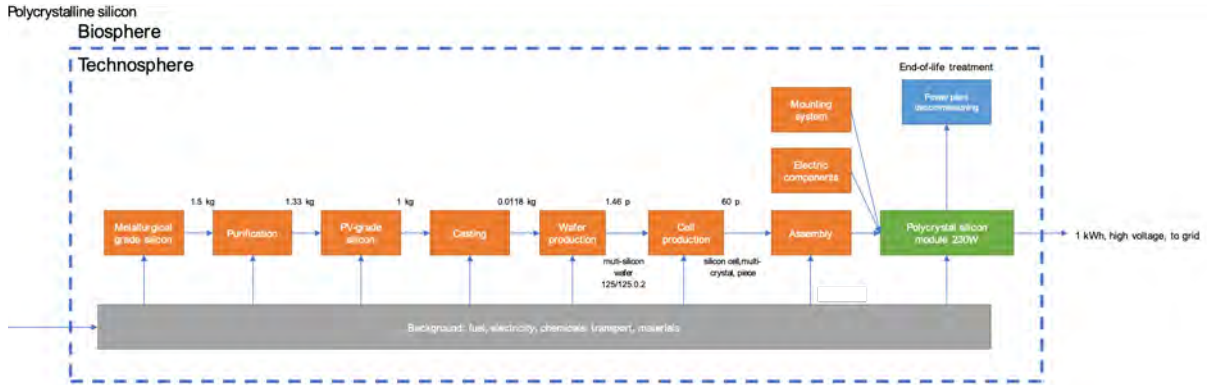 Polycrystalline silicon
Biosphere
Technosphere
End-of-life treatment
Mounting
system
Power plant
decommissioning
Electric
components
1.5 kg
1.33 kg
1 kg
0.0118 kg
1.46 p.
60 p.
Metallurgical
grade silicon
Purification
PV-grade
silicon
Casting
Wafer
production
Cell
production
Assembly
Polycrystal silicon
module 230W
1 kWh, high voltage, to grid
muti-silicon
wafer
125/125.0.2
silicon cell,multi-
crystal, piece
Background: fuel, electricity, chemicals, transport, materials